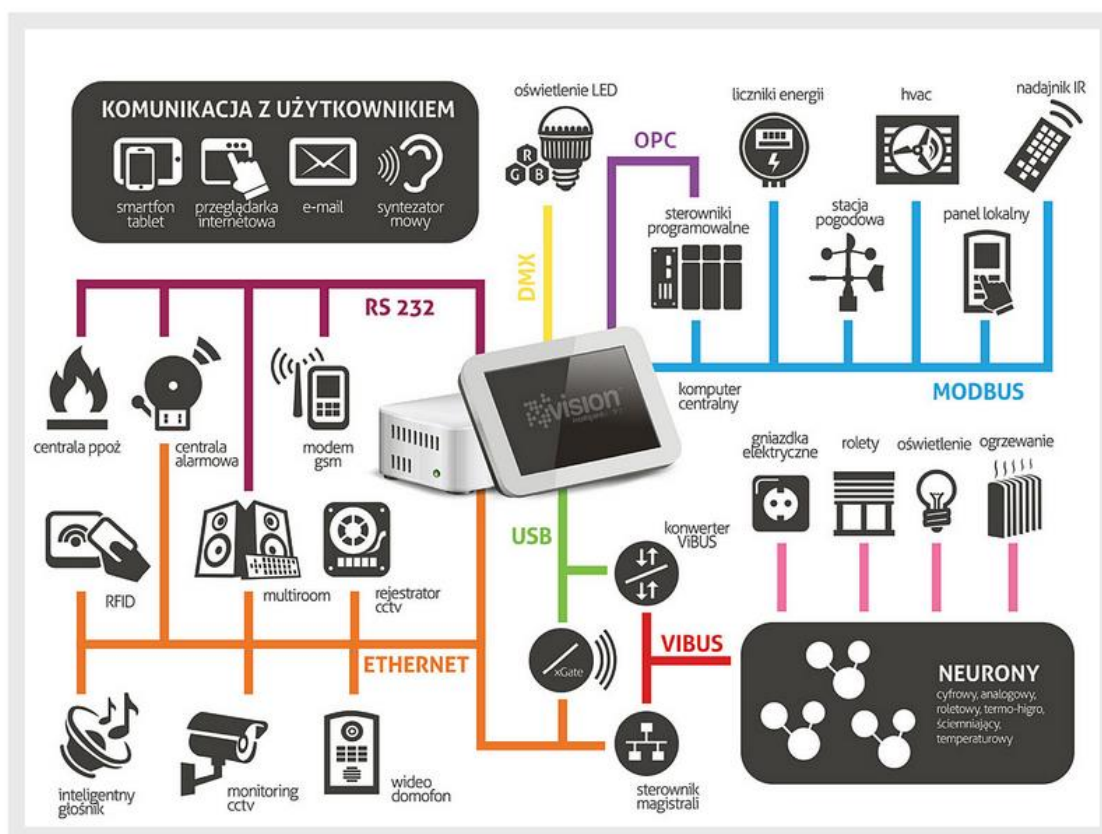 KOMUNIKACJA Z UŻYTKOWNIKIEM
smartfon
tablet
przeglądarka
internetowa
e-mail
syntezator
mowy
oświetlenie LED
R
G
B
OPC
liczniki energii
hvac
nadajnik IR
sterowniki
programowalne
stacja
pogodowa
panel lokalny
DMX
RS 232
centrala ppoż
centrala
alarmowa
modem
gsm
vision
komputer
centralny
MODBUS
gniazdka
elektryczne
rolety
oświetlenie
ogrzewanie
RFID
multiroom
rejestrator
cctv
USB
konwerter
ViBUS
ETHERNET
xGate
VIBUS
NEURONY
cyfrowy, analogowy,
roletowy, termo-higro,
ściemniający,
temperaturowy
inteligentny
głośnik
monitoring
cctv
wideo
domofon
sterownik
magistrali